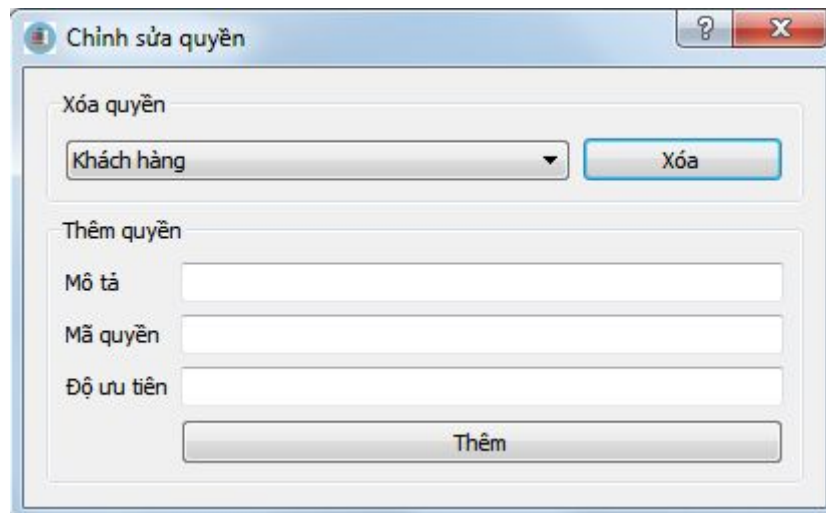 Chỉnh sửa quyền
Xóa quyền
Khách hàng
Xóa
Thêm quyền
Mô tả
Mã quyền
Độ ưu tiên
Thêm